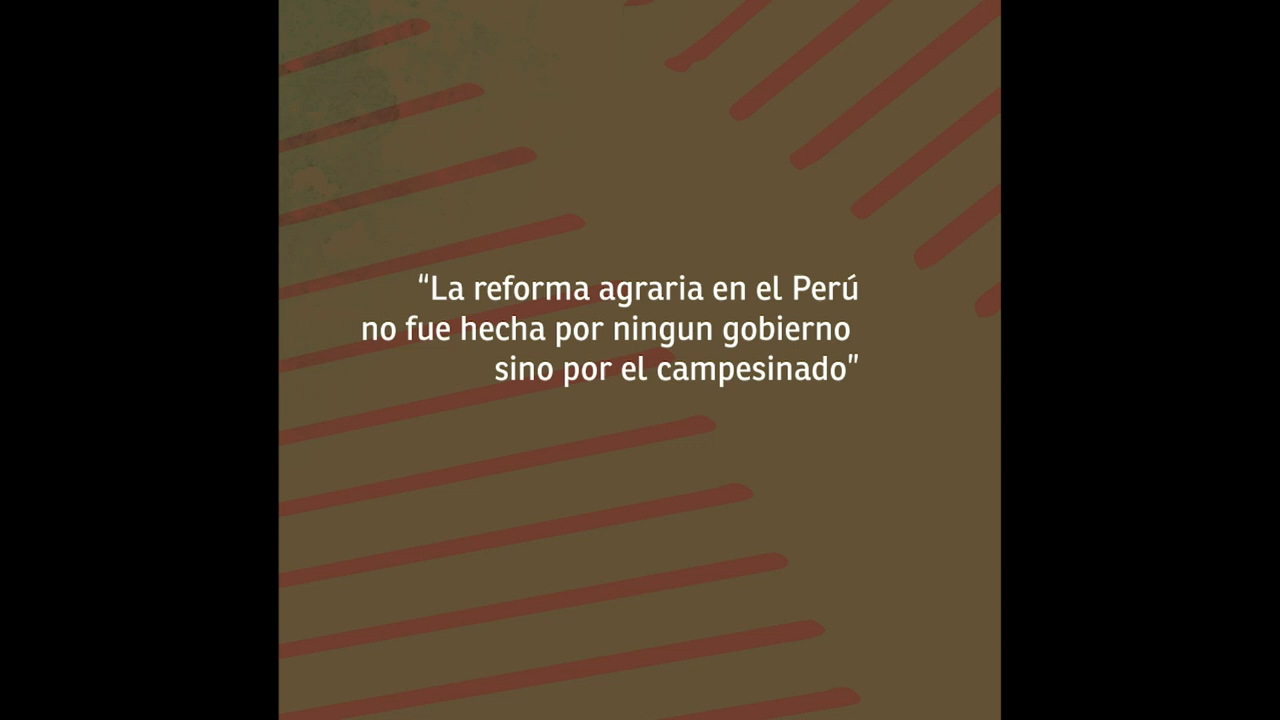 “La reforma agraria en el Perú
no fue hecha por ningun gobierno
sino por el campesinado”